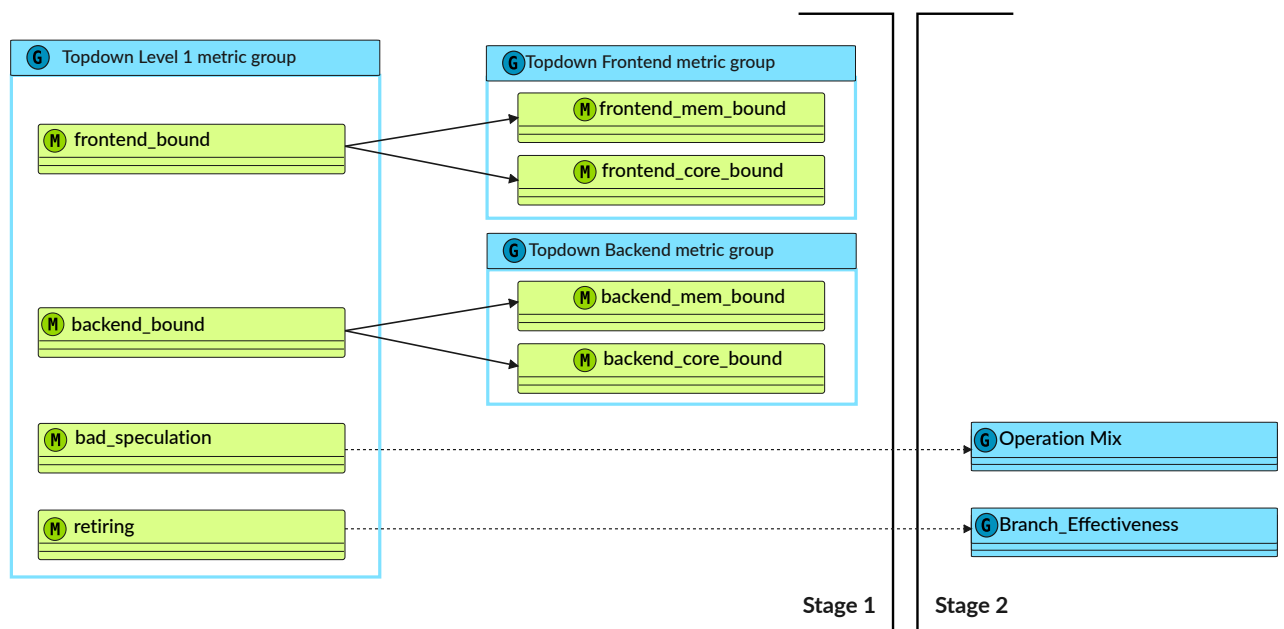 G Topdown Level 1 metric group
M frontend_bound
M backend_bound
M bad_speculation
M retiring
G Topdown Frontend metric group
M frontend_mem_bound
M frontend_core_bound
G Topdown Backend metric group
M backend_mem_bound
M backend_core_bound
G Operation Mix
G Branch_Effectiveness
Stage 1
Stage 2